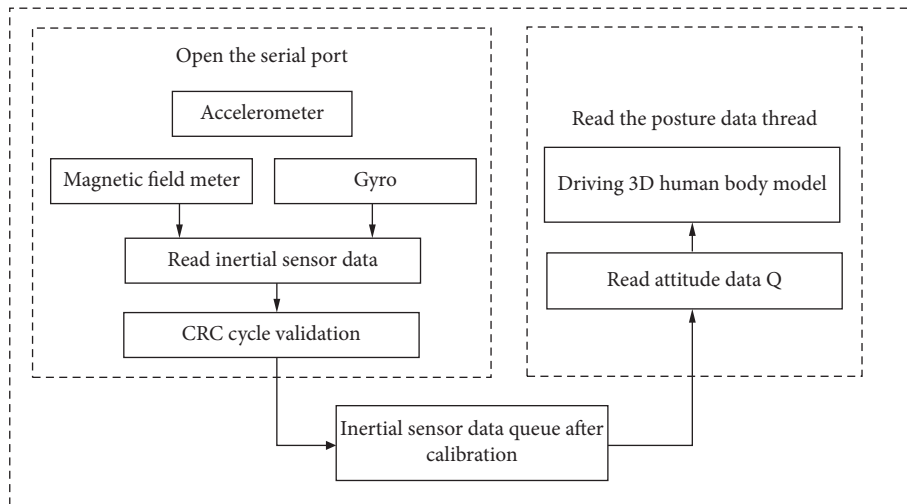 Open the serial port
Accelerometer
Magnetic field meter
Gyro
Read inertial sensor data
CRC cycle validation
Inertial sensor data queue after
calibration
Read the posture data thread
Driving 3D human body model
Read attitude data Q